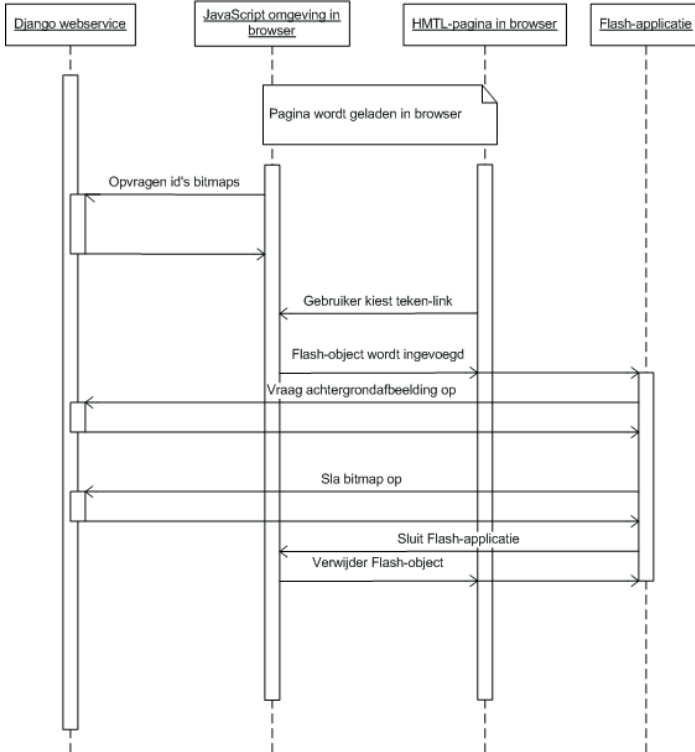 Django webservice
JavaScript omgeving in
browser
HMTL-pagina in browser
Flash-applicatie
Pagina wordt geladen in browser
Opvragen id's bitmaps
Gebruiker kiest teken-link
Flash-object wordt ingevoegd
Vraag achtergrondafbeelding op
Sla bitmap op
Sluit Flash-applicatie
Verwijder Flash-object